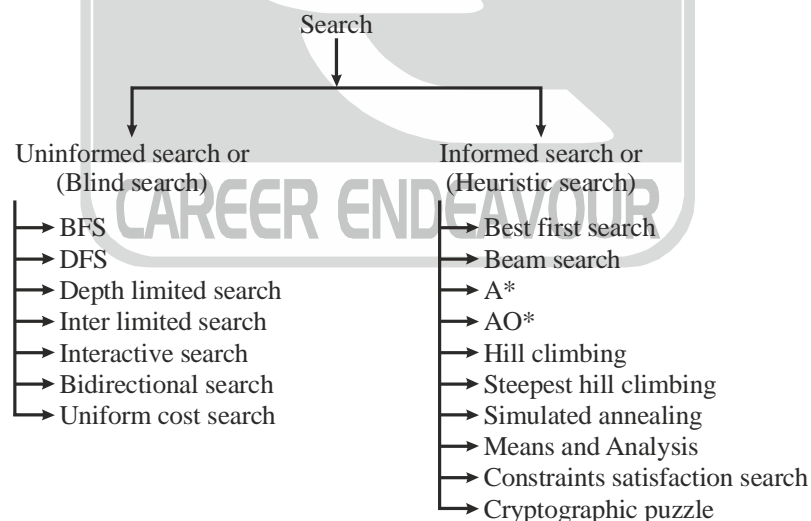 Search
Uninformed search or
(Blind search)
BFS
DFS
Depth limited search
Inter limited search
Interactive search
Bidirectional search
Uniform cost search
Informed search or
(Heuristic search)
Best first search
Beam search
A*
AO*
Hill climbing
Steepest hill climbing
Simulated annealing
Means and Analysis
Constraints satisfaction search
Cryptographic puzzle
CAREER ENDEAVOUR